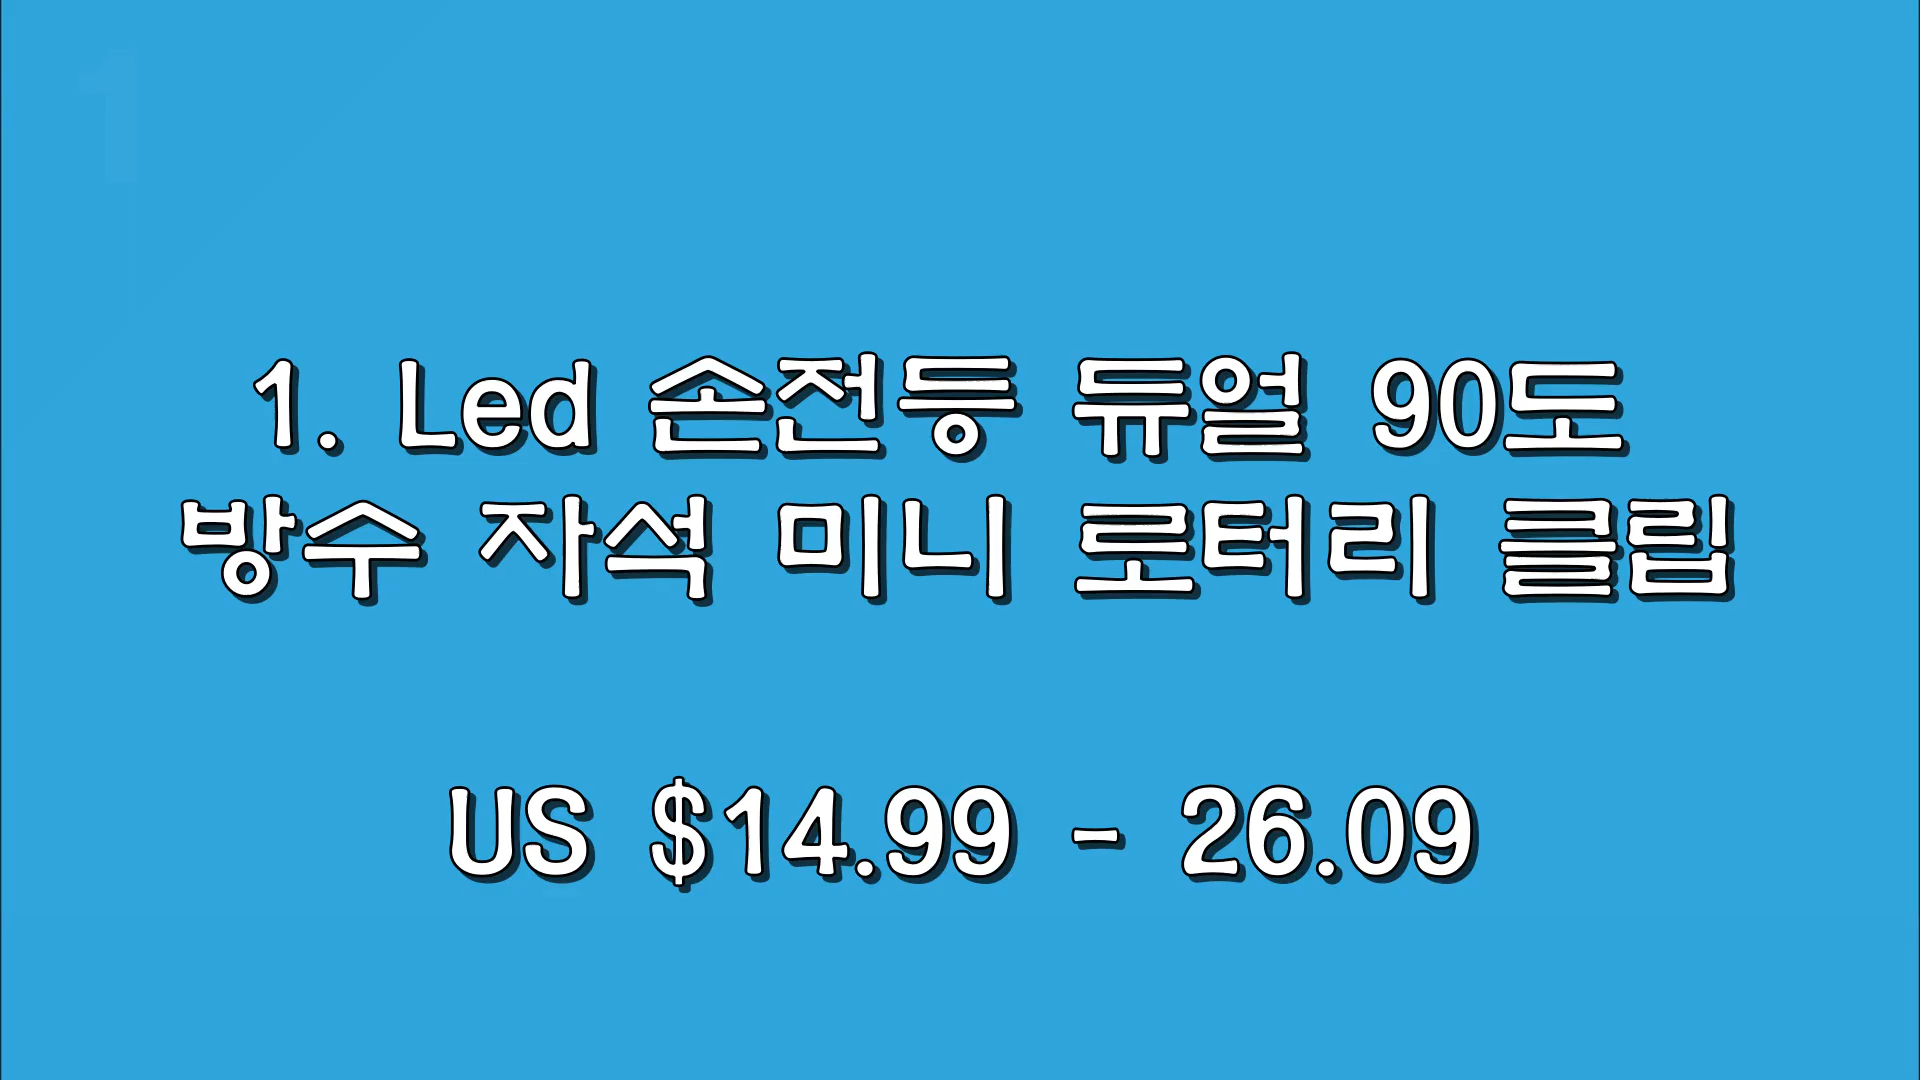 1
1. Led 손전등 듀얼 90도
방수 자석 미니 로터리 클립
US $14.99 - 26.09